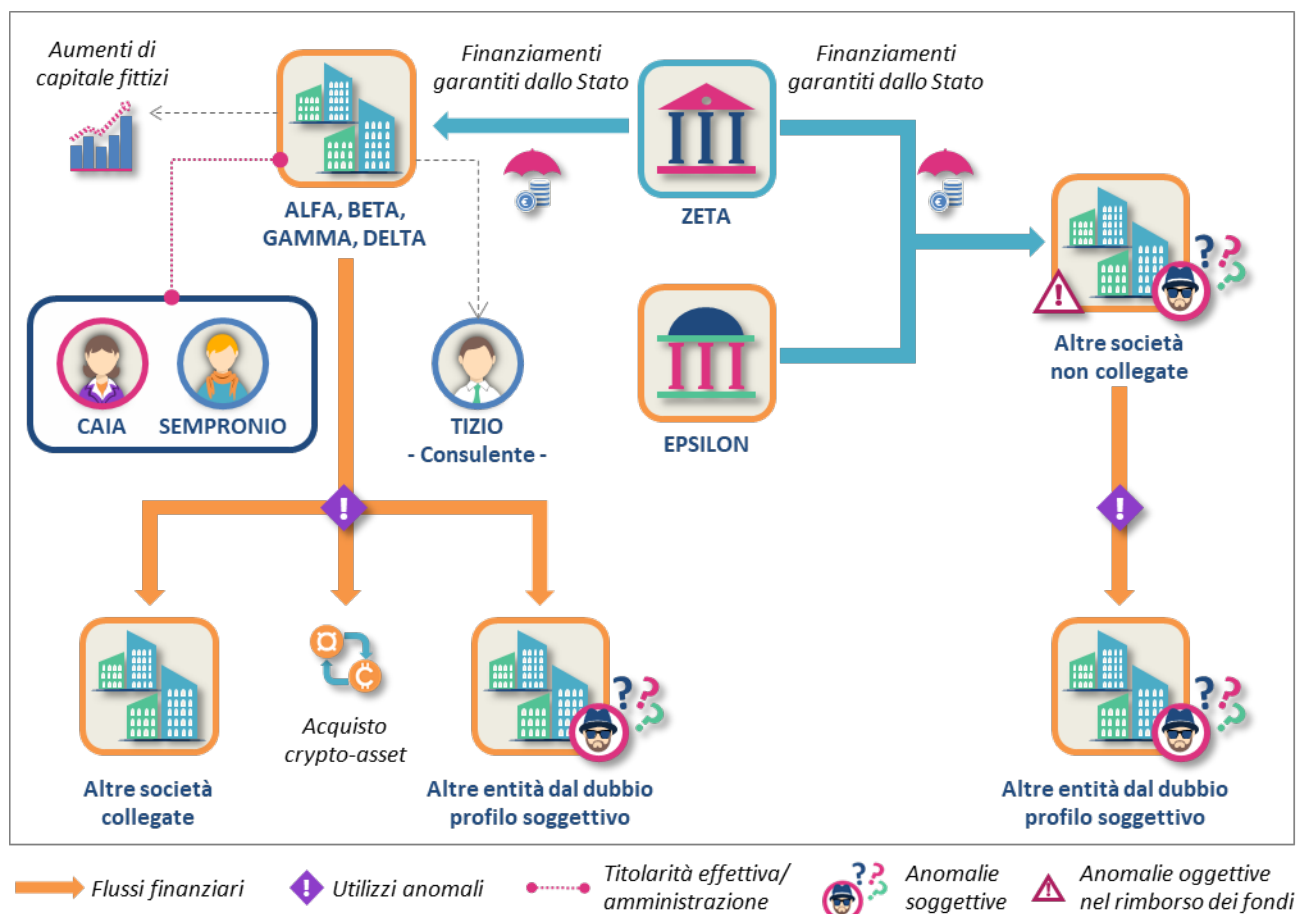 Aumenti di
capitale fittizi
Finanziamenti
garantiti dallo Stato
Finanziamenti
garantiti dallo Stato
ALFA, BETA,
GAMMA, DELTA
ZETA
Altre società
non collegate
CAIA
SEMPRONIO
TIZIO
- Consulente -
EPSILON
Acquisto
crypto-asset
Altre società
collegate
Altre entità dal dubbio
profilo soggettivo
Altre entità dal dubbio
profilo soggettivo
Flussi finanziari
Utilizzi anomali
Titolarità effettiva/
amministrazione
Anomalie
soggettive
Anomalie oggettive
nel rimborso dei fondi